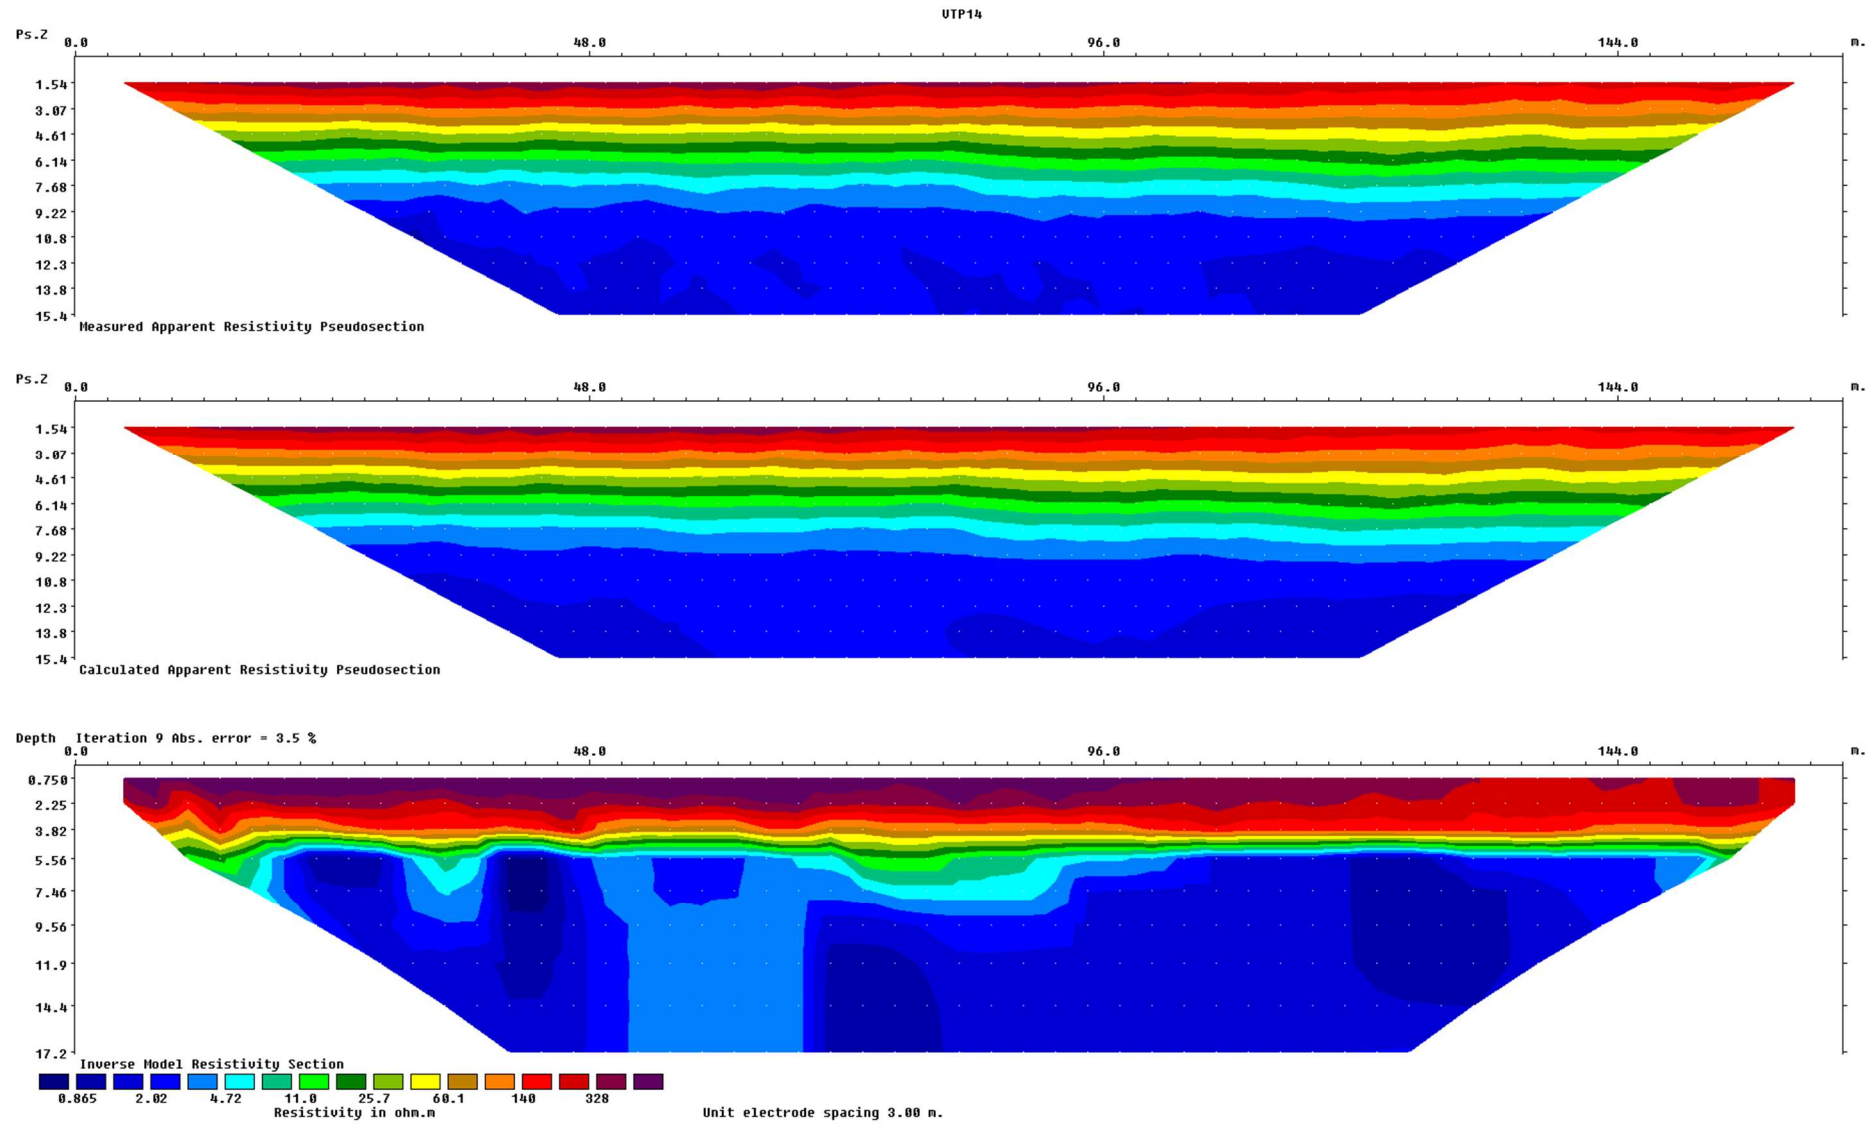 VTP14
Ps.Z 0.0 48.0 96.0 144.0 m.
1.54
3.07
4.61
6.14
7.68
9.22
10.8
12.3
13.8
15.4
Measured Apparent Resistivity Pseudosection
Ps.Z 0.0 48.0 96.0 144.0 m.
1.54
3.07
4.61
6.14
7.68
9.22
10.8
12.3
13.8
15.4
Calculated Apparent Resistivity Pseudosection
Depth Iteration 9 Abs. error = 3.5 %
0.0 48.0 96.0 144.0 m.
0.750
2.25
3.82
5.56
7.46
9.56
11.9
14.4
17.2
Inverse Model Resistivity Section
0.865 2.02 4.72 11.0 25.7 60.1 140 328
Resistivity in ohm.m Unit electrode spacing 3.00 m.